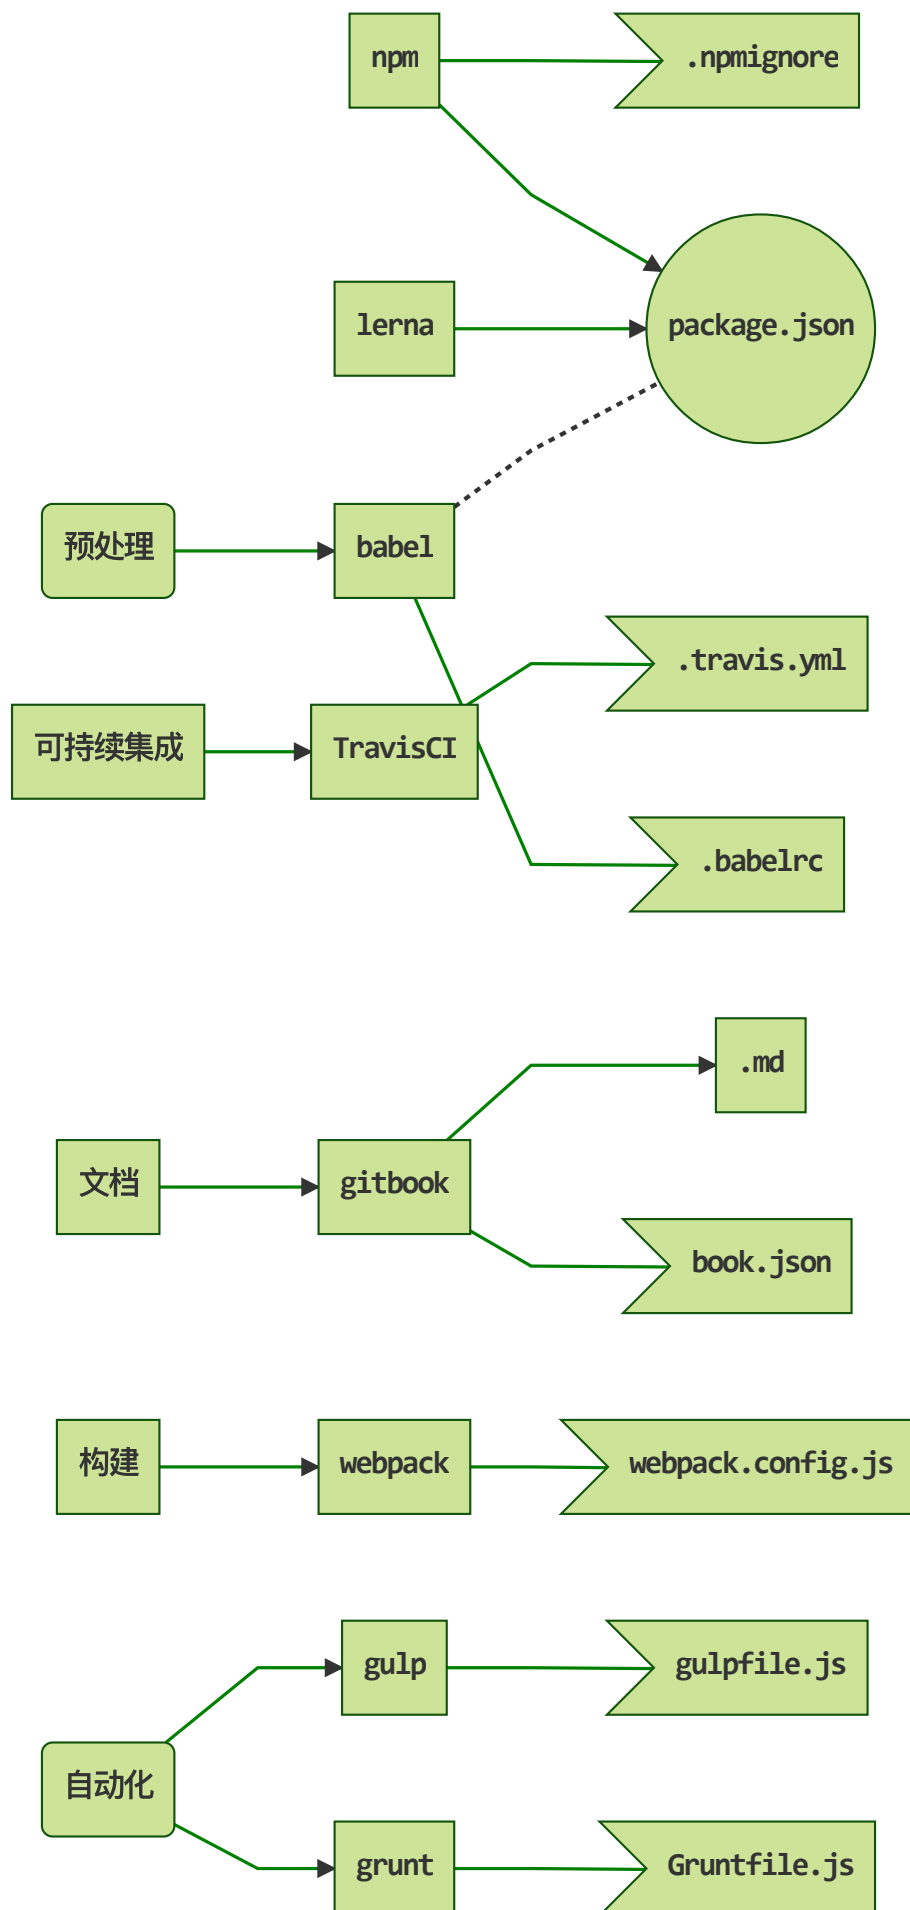 npm
.npmignore
lerna
package.json
预处理
babel
.travis.yml
可持续集成
TravisCI
.babelrc
.md
文档
gitbook
book.json
构建
webpack
webpack.config.js
gulp
gulpfile.js
自动化
grunt
Gruntfile.js